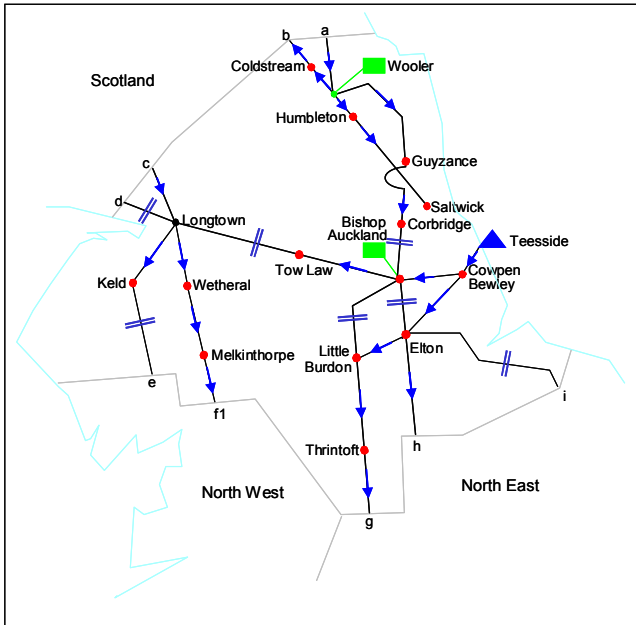 b
a
Coldstream
Wooler
Scotland
Humbleton
Guyzance
c
d
Longtown
Saltwick
Bishop
Auckland
Corbridge
Teesside
Tow Law
Cowpen
Bewley
Keld
Wetheral
Little
Burdon
Elton
Melkinthorpe
e
f1
i
h
Thrintoft
North West
North East
g